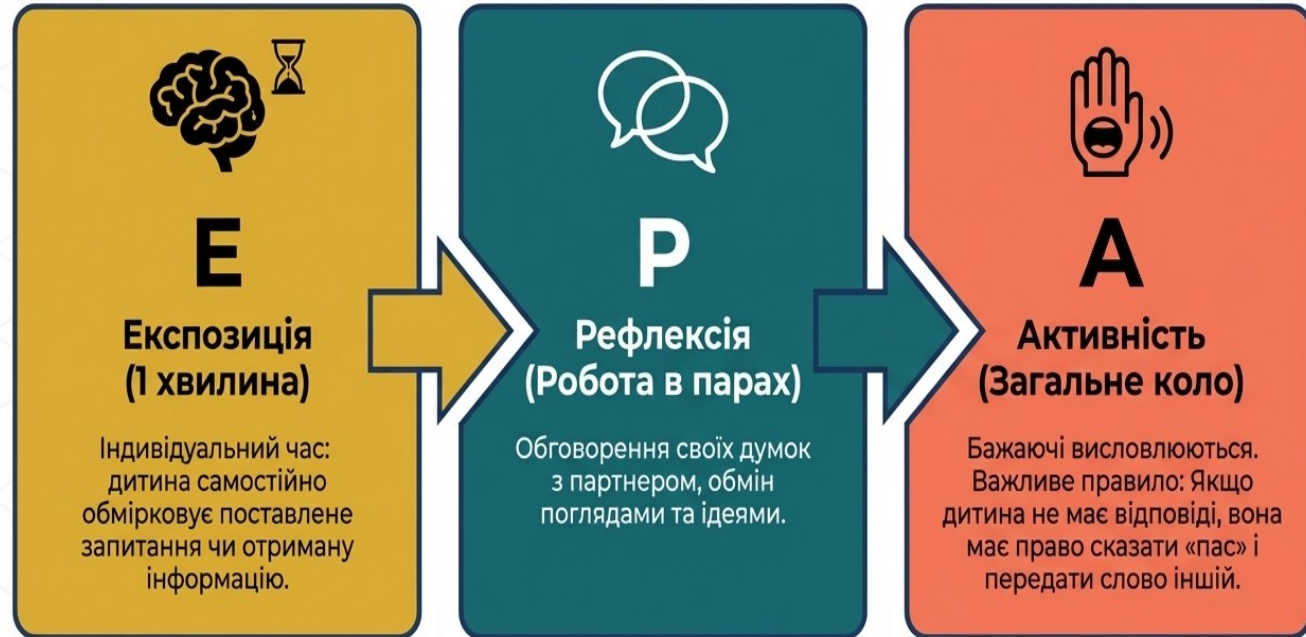 Е
Експозиція
(1 хвилина)
Індивідуальний час:
дитина самостійно
обмірковує поставлене
запитання чи отриману
інформацію.
Р
Рефлексія
(Робота в парах)
Обговорення своїх думок
з партнером, обмін
поглядами та ідеями.
А
Активність
(Загальне коло)
Бажаючі висловлюються.
Важливе правило: Якщо
дитина не має відповіді, вона
має право сказати «пас» і
передати слово іншій.